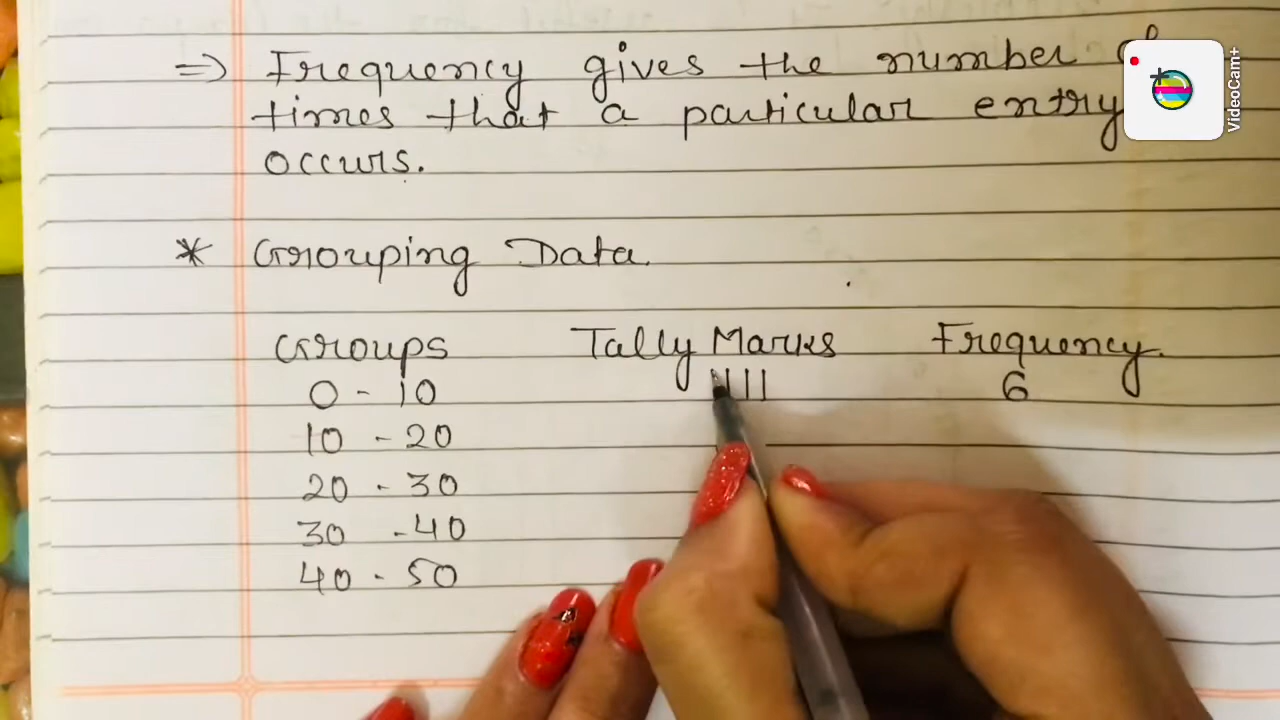 => Frequency gives the number
times that a particular entry
occurs.
* Grouping Data.
Groups Tally Marks Frequency.
0 - 10 |||| 6
10 - 20
20 - 30
30 - 40
40 - 50
VideoCam+